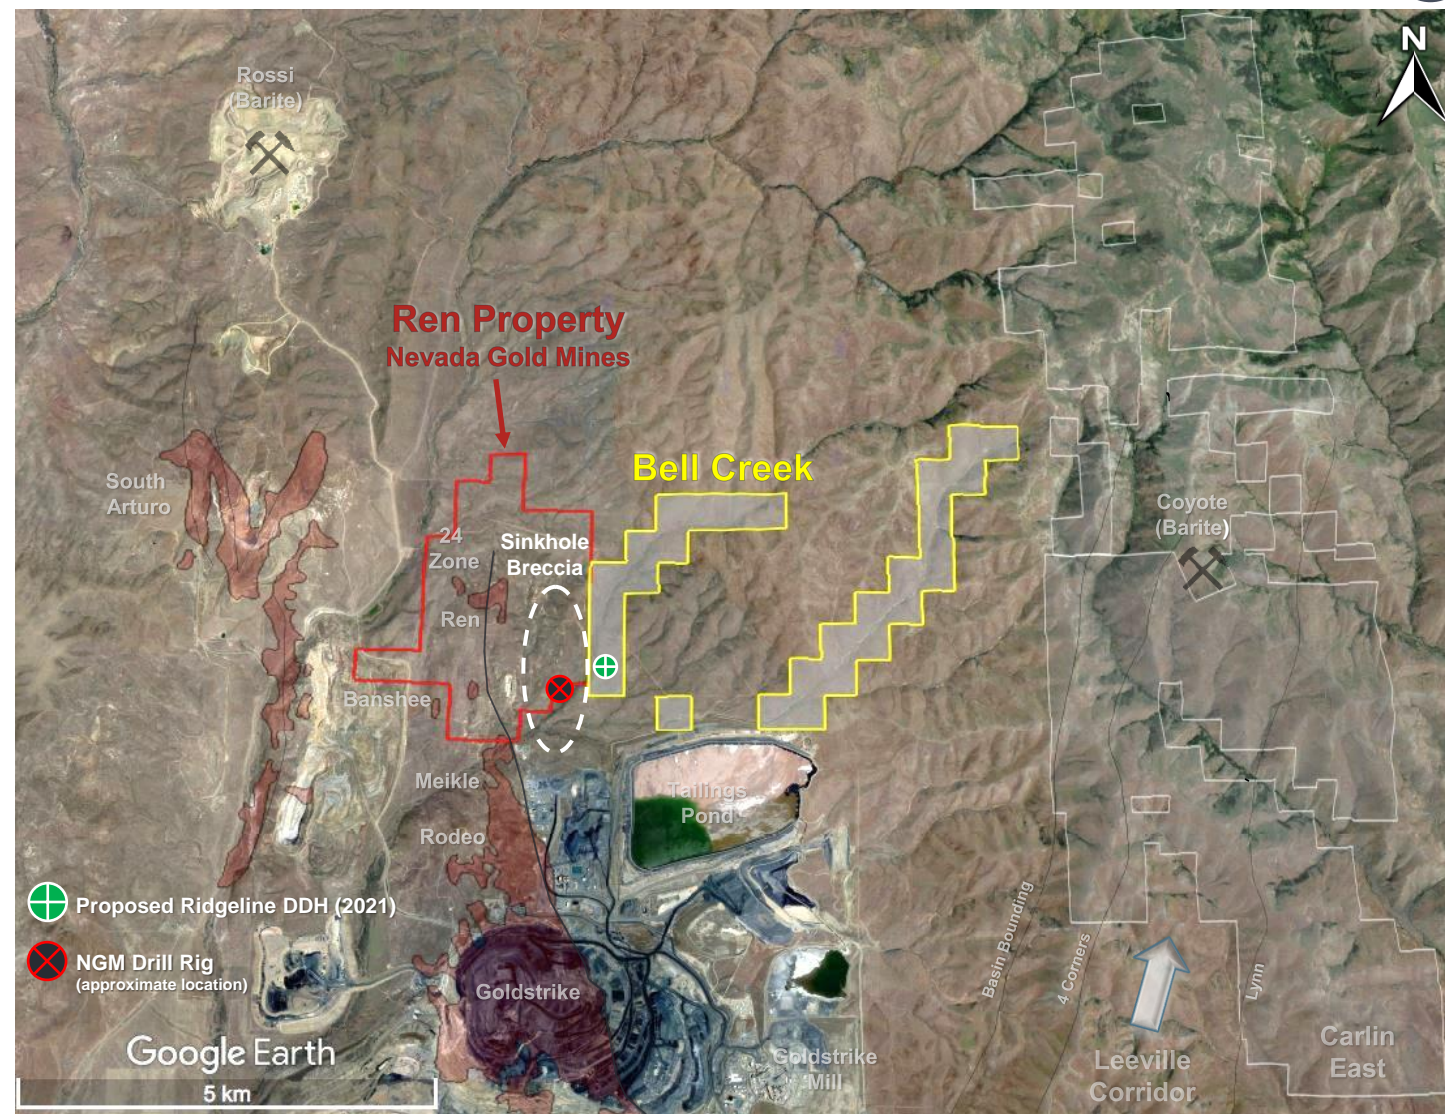 N
Rossi
(Barite)
Ren Property
Nevada Gold Mines
Bell Creek
South
Arturo
24
Zone
Sinkhole
Breccia
Coyote
(Barite)
Ren
Banshee
Meikle
Tailings
Pond
Rodeo
Proposed Ridgeline DDH (2021)
NGM Drill Rig
(approximate location)
Basin Bounding
4 Corners
Lynn
Goldstrike
Google Earth
5 km
Goldstrike
Mill
Leeville
Corridor
Carlin
East